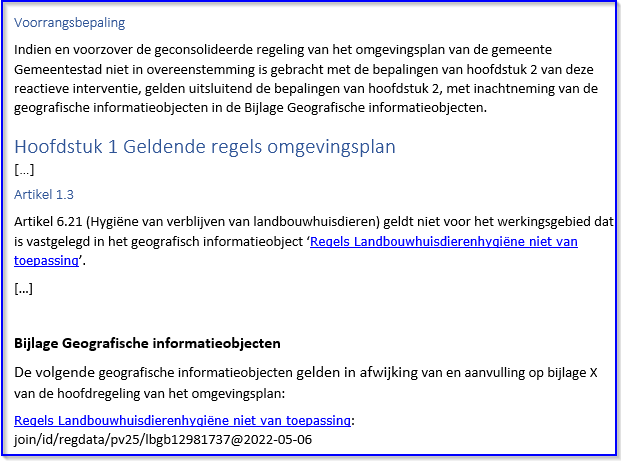 Voorrangsbepaling
Indien en voorzover de geconsolideerde regeling van het omgevingsplan van de gemeente
Gemeentestad niet in overeenstemming is gebracht met de bepalingen van hoofdstuk 2 van deze
reactieve interventie, gelden uitsluitend de bepalingen van hoofdstuk 2, met inachtneming van de
geografische informatieobjecten in de Bijlage Geografische informatieobjecten.
Hoofdstuk 1 Geldende regels omgevingsplan
[...]
Artikel 1.3
Artikel 6.21 (Hygiëne van verblijven van landbouwhuisdieren) geldt niet voor het werkingsgebied dat
is vastgelegd in het geografisch informatieobject ‘Regels Landbouwhuisdierenhygiëne niet van
toepassing’.
[...]
Bijlage Geografische informatieobjecten
De volgende geografische informatieobjecten gelden in afwijking van en aanvulling op bijlage X
van de hoofdregeling van het omgevingsplan:
Regels Landbouwhuisdierenhygiëne niet van toepassing:
join/id/regdata/pv25/lbgb12981737@2022-05-06